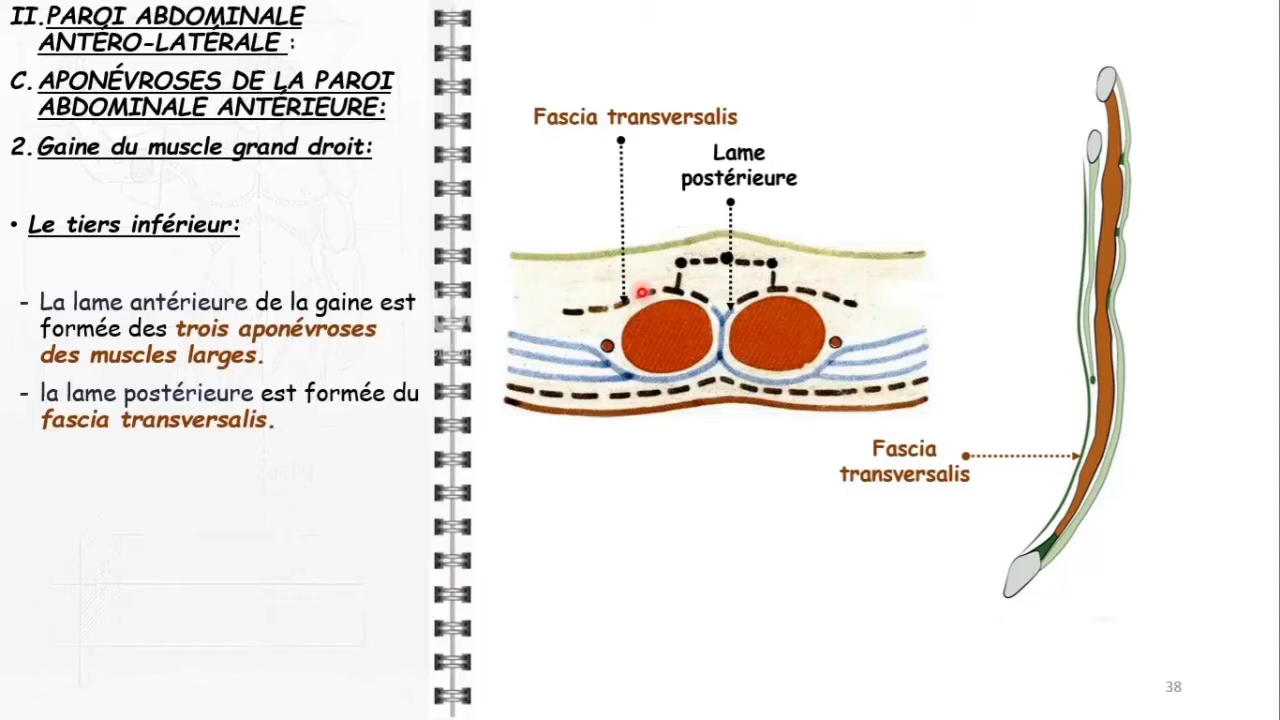 II. PAROI ABDOMINALE
ANTÉRO-LATÉRALE :
C. APONÉVROSES DE LA PAROI
ABDOMINALE ANTÉRIEURE:
2. Gaine du muscle grand droit:
• Le tiers inférieur:
- La lame antérieure de la gaine est
formée des trois aponévroses
des muscles larges.
- la lame postérieure est formée du
fascia transversalis.
Fascia transversalis
Lame
postérieure
Fascia
transversalis
38